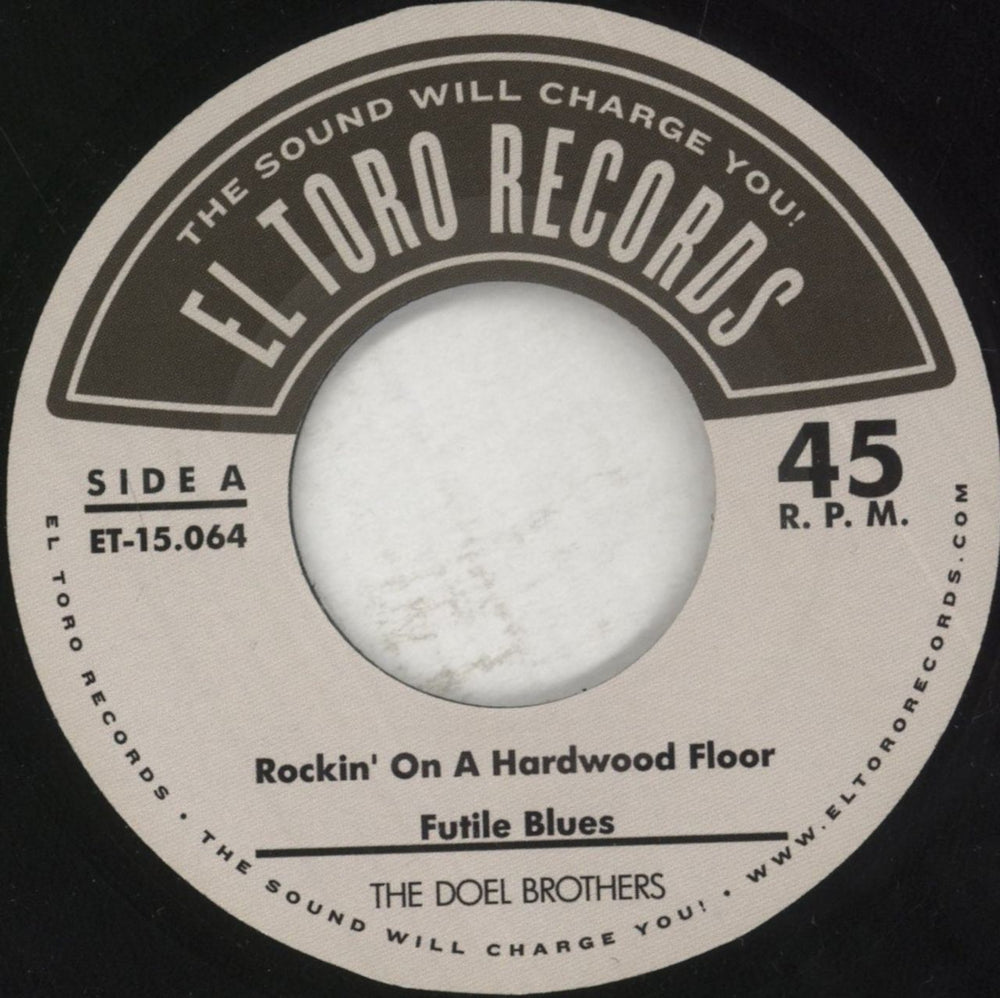 THE SOUND WILL CHARGE YOU!
EL TORO RECORDS
SIDE A
ET-15.064
45
R. P. M.
Rockin' On A Hardwood Floor
Futile Blues
THE DOEL BROTHERS
EL TORO RECORDS • THE SOUND WILL CHARGE YOU! • WWW.ELTORORECORDS.COM